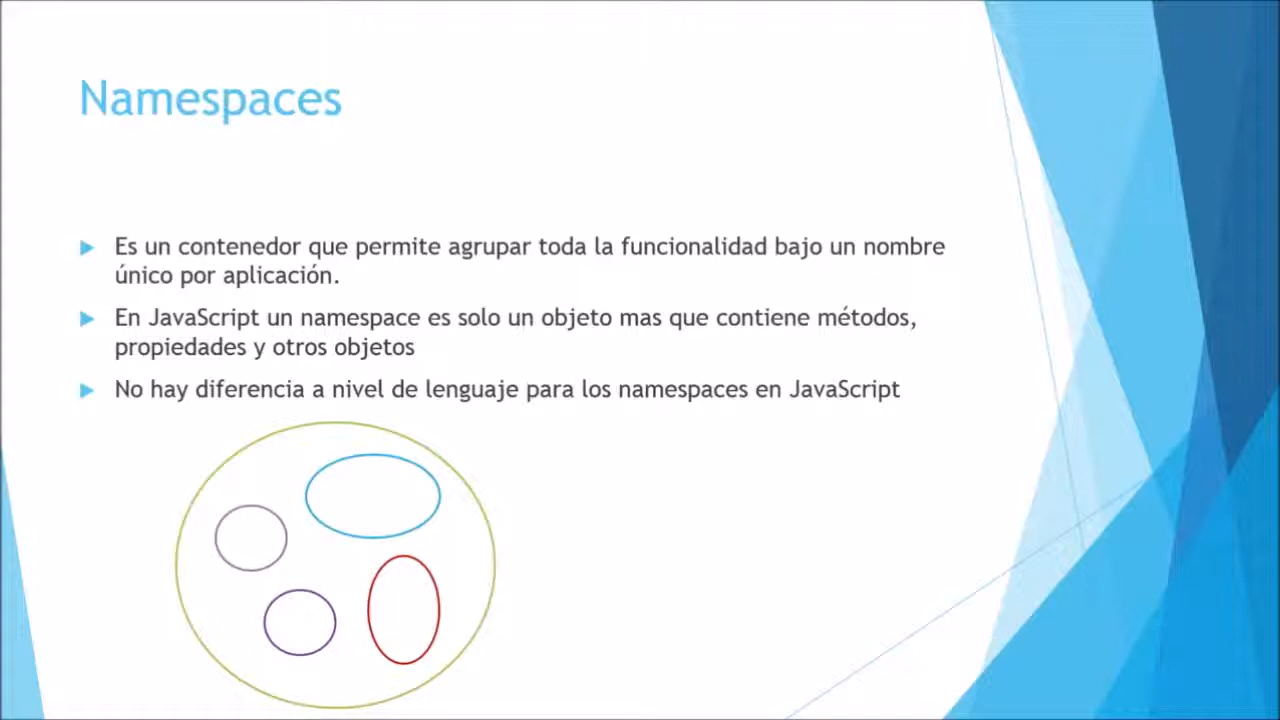 Namespaces
Es un contenedor que permite agrupar toda la funcionalidad bajo un nombre
único por aplicación.
En JavaScript un namespace es solo un objeto mas que contiene métodos,
propiedades y otros objetos
No hay diferencia a nivel de lenguaje para los namespaces en JavaScript